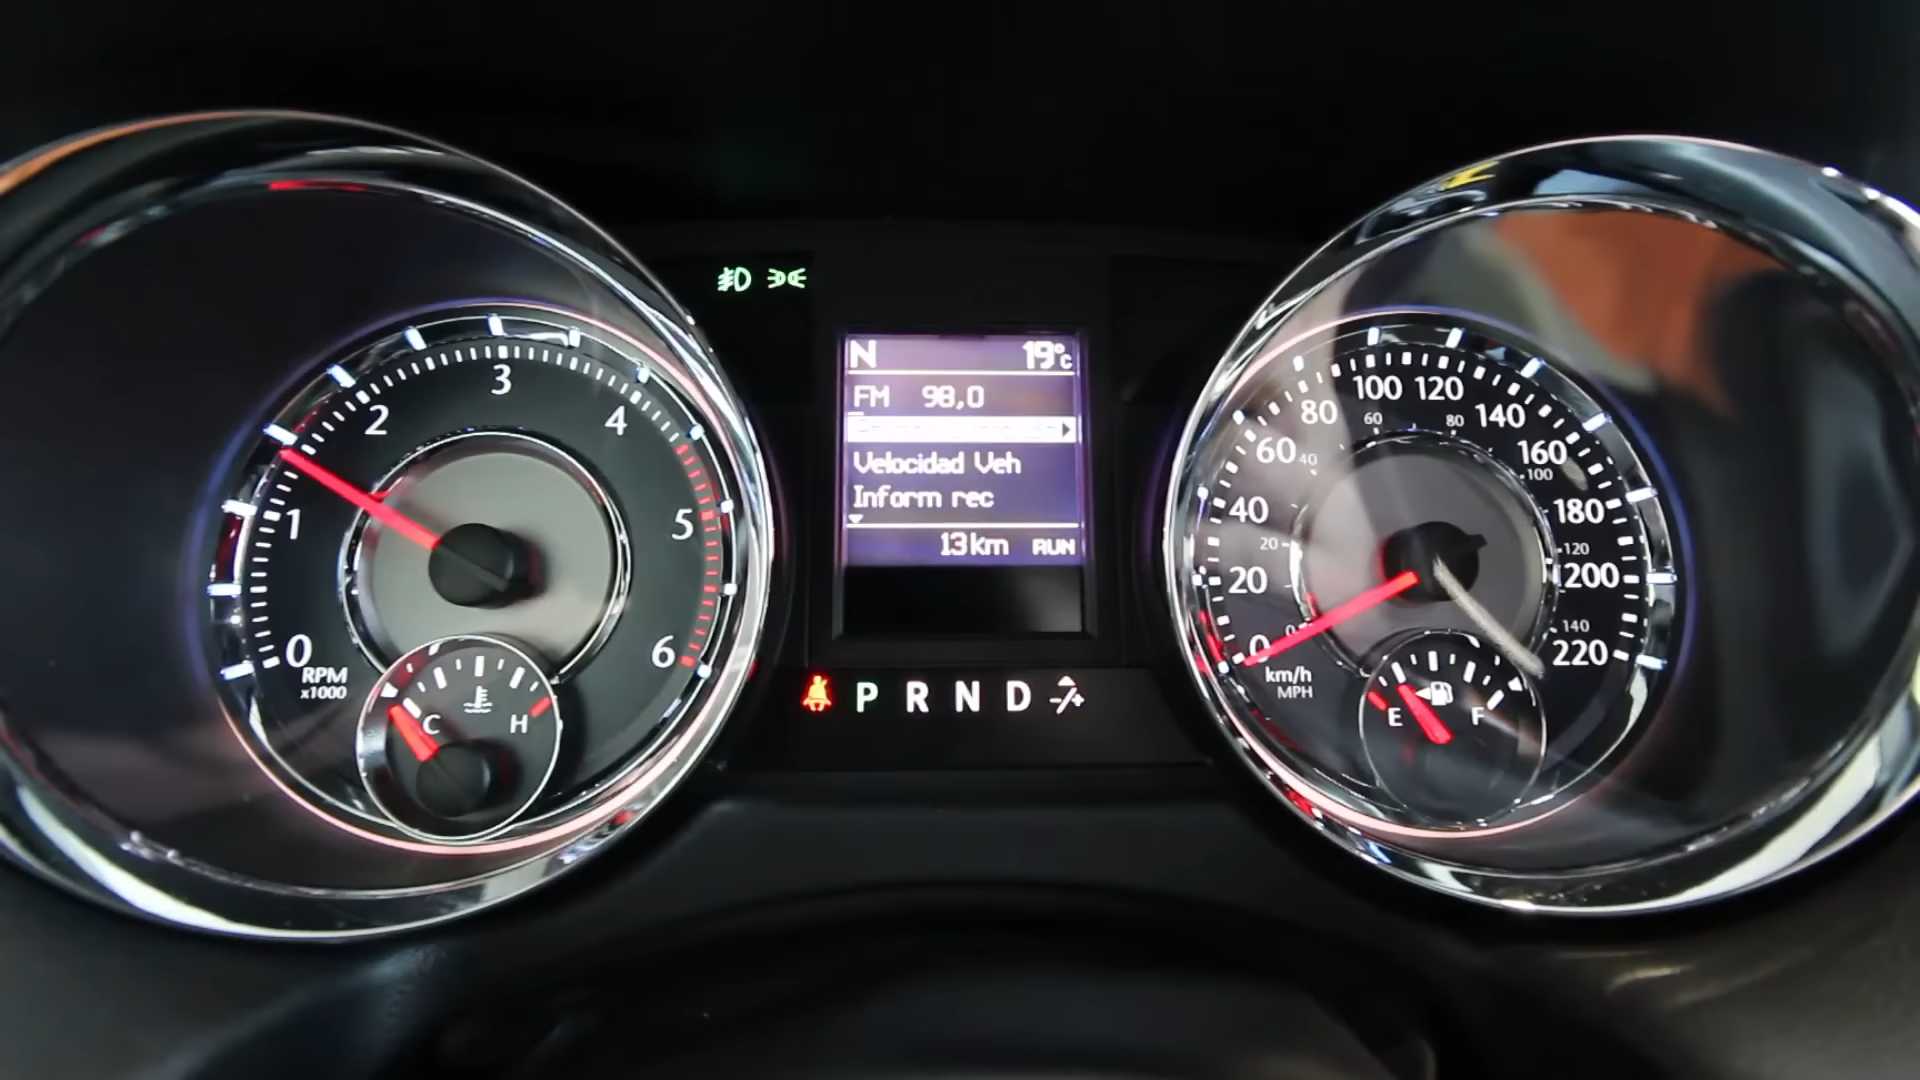 0
1
2
3
4
5
6
RPM
x1000
C H
N 19°C
FM 98,0
Velocidad Veh
Inform rec
13km RUN
P R N D
0
20
40
60
80
100
120
140
160
180
200
220
0
20
40
60
80
100
120
140
km/h
MPH
E F